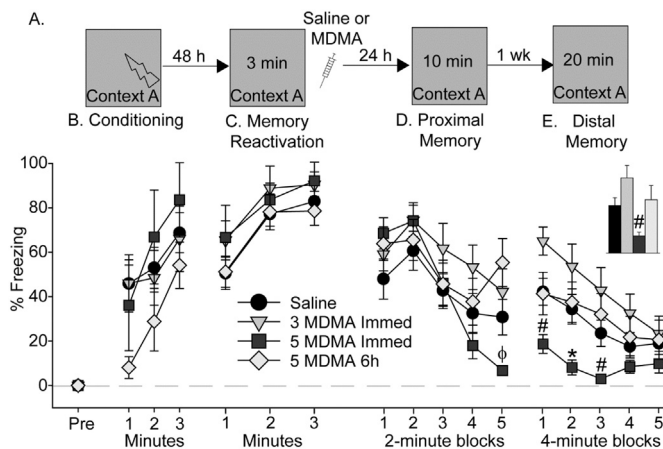 A.
Saline or
MDMA
48 h
3 min
24 h
10 min
1 wk
20 min
Context A
Context A
Context A
Context A
B. Conditioning
C. Memory
Reactivation
D. Proximal
Memory
E. Distal
Memory
% Freezing
100
80
60
40
20
0
Saline
3 MDMA Immed
5 MDMA Immed
5 MDMA 6h
#
ϕ
#
*
#
Pre
1 2 3
1 2 3
1 2 3 4 5
1 2 3 4 5
Minutes
Minutes
2-minute blocks
4-minute blocks